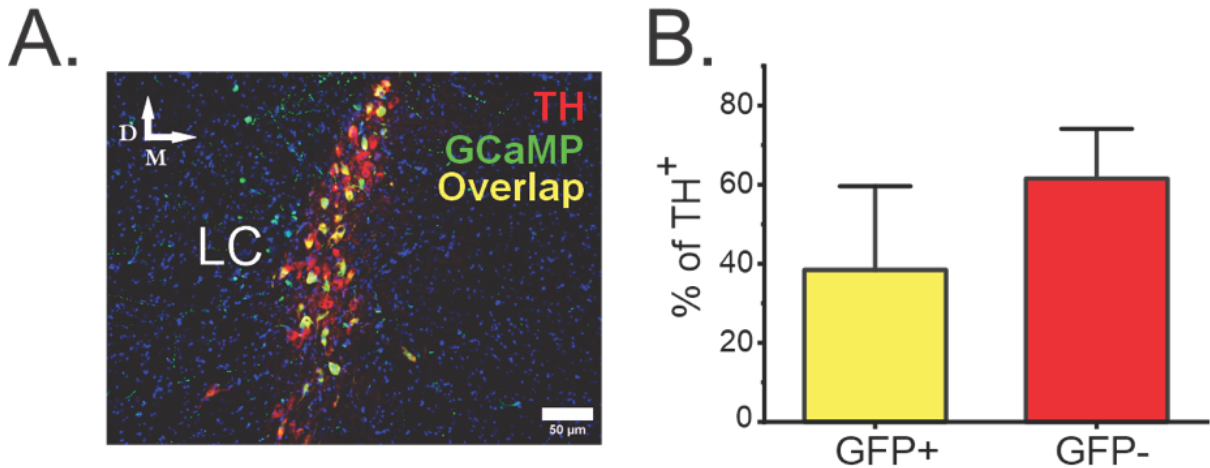 A.
D
M
TH
GCaMP
Overlap
LC
50 µm
B.
% of TH+
80
60
40
20
0
GFP+
GFP-